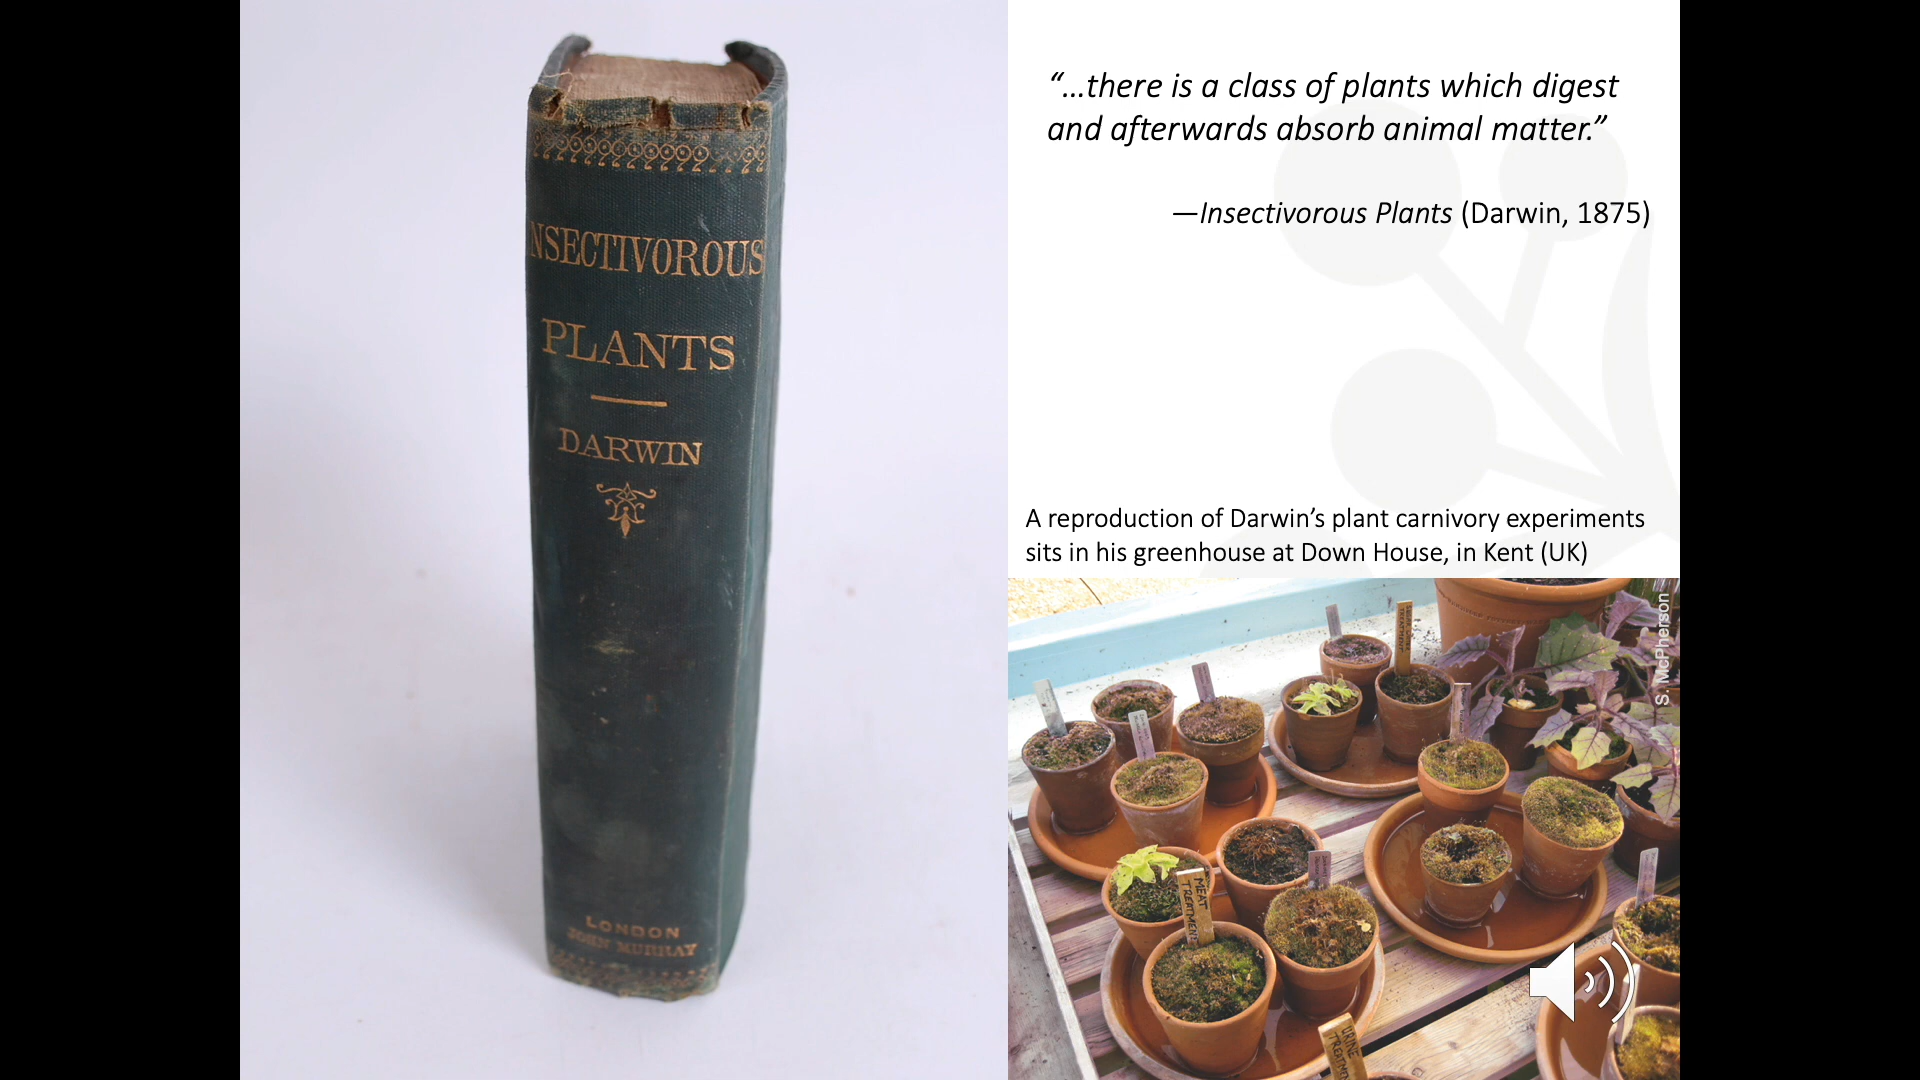 NSECTIVOROUS
PLANTS
DARWIN
LONDON
JOHN MURRAY
“…there is a class of plants which digest
and afterwards absorb animal matter.”
—Insectivorous Plants (Darwin, 1875)
A reproduction of Darwin’s plant carnivory experiments
sits in his greenhouse at Down House, in Kent (UK)
S. McPherson
MEAT
TREATMENT
URINE
TREATMENT